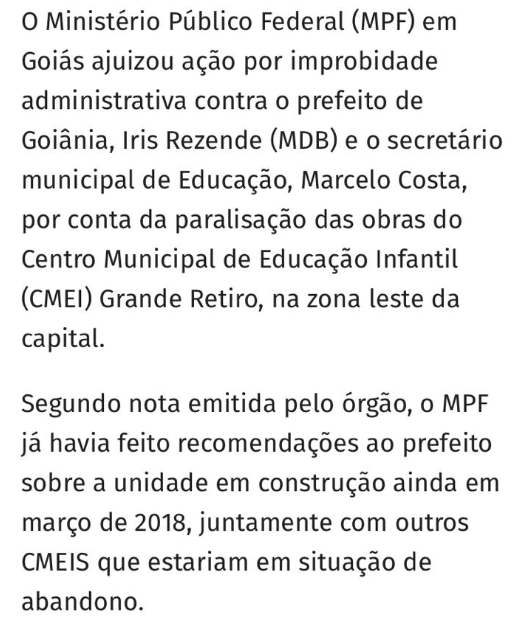 O Ministério Público Federal (MPF) em
Goiás ajuizou ação por improbidade
administrativa contra o prefeito de
Goiânia, Iris Rezende (MDB) e o secretário
municipal de Educação, Marcelo Costa,
por conta da paralisação das obras do
Centro Municipal de Educação Infantil
(CMEI) Grande Retiro, na zona leste da
capital.
Segundo nota emitida pelo órgão, o MPF
já havia feito recomendações ao prefeito
sobre a unidade em construção ainda em
março de 2018, juntamente com outros
CMEIS que estariam em situação de
abandono.